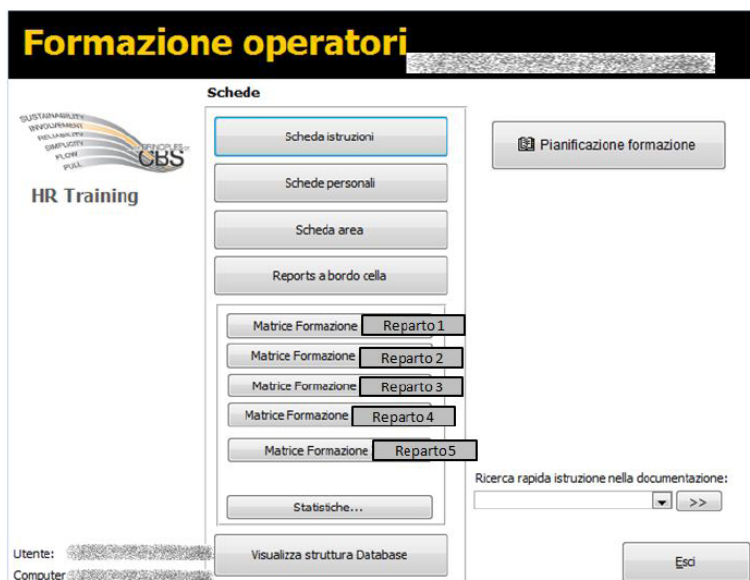 Formazione operatori
Schede
SUSTAINABILITY
INVOLVEMENT
RELIABILITY
SIMPLICITY
FLOW
PULL
PRINCIPLES
CBS
HR Training
Scheda istruzioni
Pianificazione formazione
Schede personali
Scheda area
Reports a bordo cella
Matrice Formazione Reparto 1
Matrice Formazione Reparto 2
Matrice Formazione Reparto 3
Matrice Formazione Reparto 4
Matrice Formazione Reparto 5
Ricerca rapida istruzione nella documentazione:
>>
Statistiche...
Visualizza struttura Database
Esci
Utente:
Computer